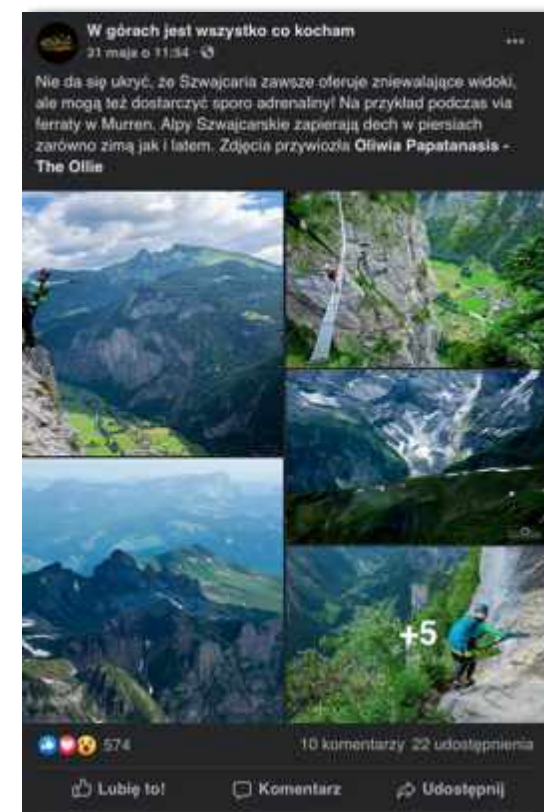 W górach jest wszystko co kocham
31 maja o 11:54
Nie da się ukryć, że Szwajcaria zawsze oferuje zniewalające widoki,
ale mogą też dostarczyć sporo adrenaliny! Na przykład podczas via
ferraty w Murren. Alpy Szwajcarskie zapierają dech w piersiach
zarówno zimą jak i latem. Zdjęcia przywiozła Oliwia Papatanasis -
The Ollie
+5
574
10 komentarzy 22 udostępnienia
Lubię to! Komentarz Udostępnij